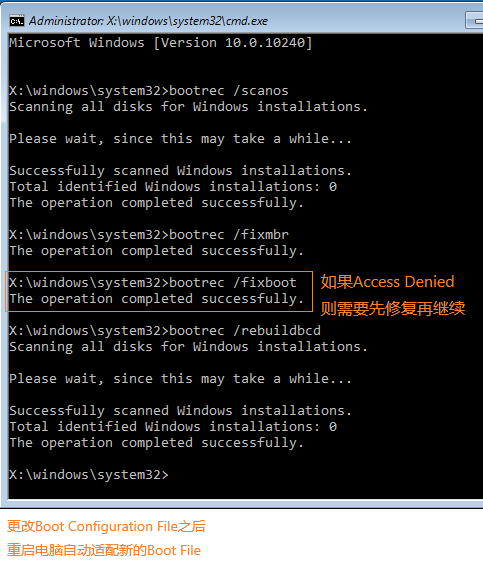 Administrator: X:\windows\system32\cmd.exe
Microsoft Windows [Version 10.0.10240]
X:\windows\system32>bootrec /scanos
Scanning all disks for Windows installations.
Please wait, since this may take a while...
Successfully scanned Windows installations.
Total identified Windows installations: 0
The operation completed successfully.
X:\windows\system32>bootrec /fixmbr
The operation completed successfully.
X:\windows\system32>bootrec /fixboot
The operation completed successfully.
如果Access Denied
则需要先修复再继续
X:\windows\system32>bootrec /rebuildbcd
Scanning all disks for Windows installations.
Please wait, since this may take a while...
Successfully scanned Windows installations.
Total identified Windows installations: 0
The operation completed successfully.
X:\windows\system32>
更改Boot Configuration File之后
重启电脑自动适配新的Boot File